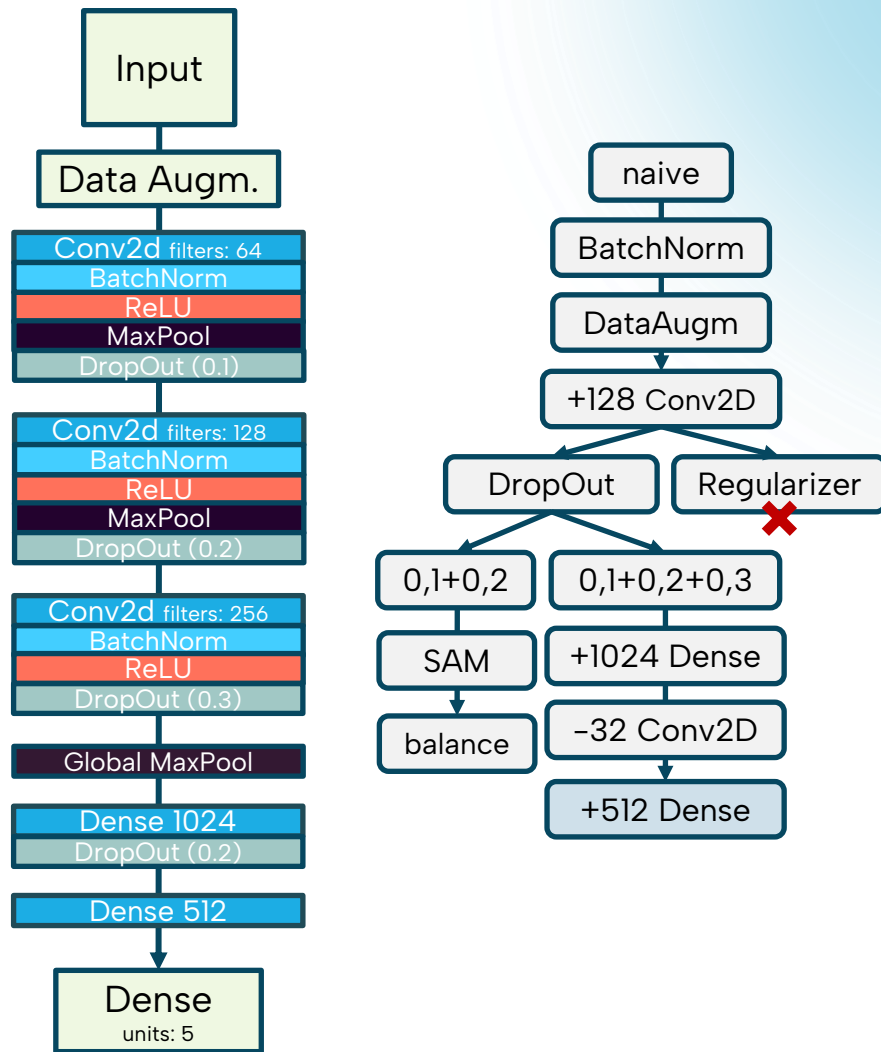 Input
Data Augm.
Conv2d filters: 64
BatchNorm
ReLU
MaxPool
DropOut (0.1)
Conv2d filters: 128
BatchNorm
ReLU
MaxPool
DropOut (0.2)
Conv2d filters: 256
BatchNorm
ReLU
DropOut (0.3)
Global MaxPool
Dense 1024
DropOut (0.2)
Dense 512
Dense
units: 5
naive
BatchNorm
DataAugm
+128 Conv2D
DropOut
Regularizer
0,1+0,2
0,1+0,2+0,3
SAM
+1024 Dense
balance
-32 Conv2D
+512 Dense